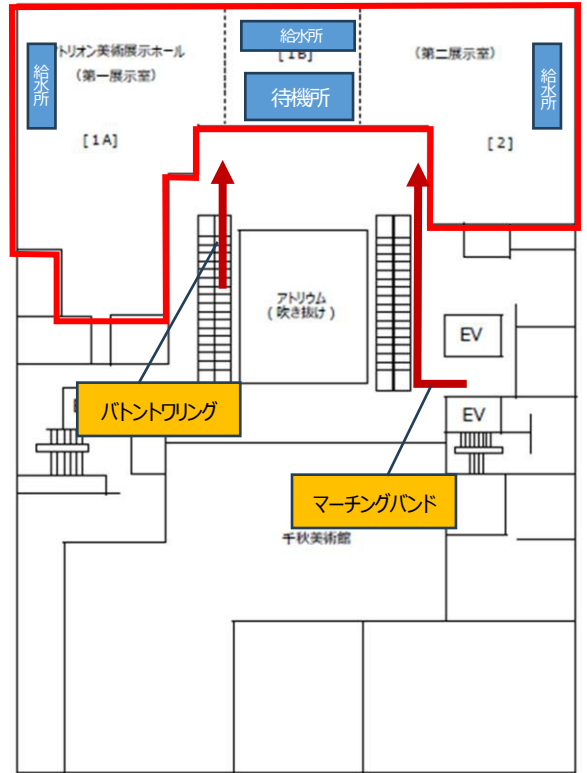 給水所
トリオン美術展示ホール
(第一展示室)
[1A]
給水所
[1B]
待機所
(第二展示室)
給水所
[2]
アトリウム
(吹き抜け)
EV
EV
バトントワリング
マーチングバンド
千秋美術館